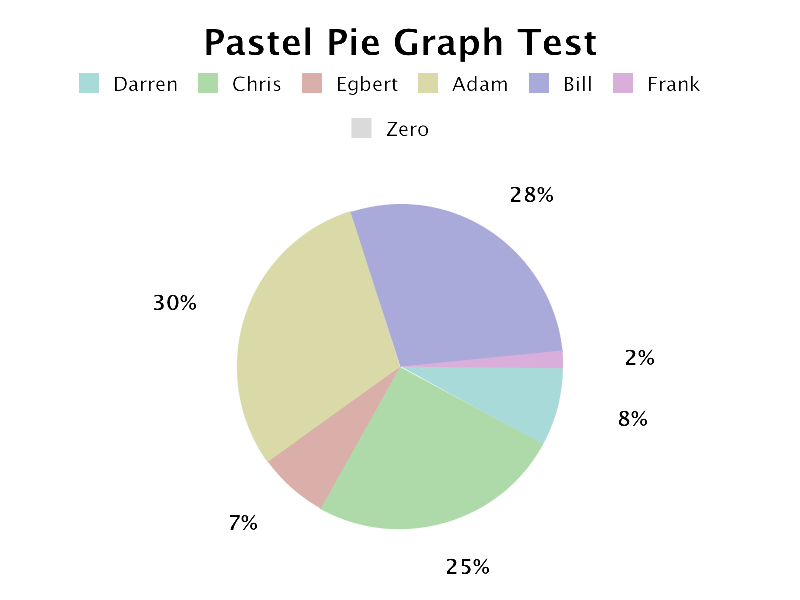 Pastel Pie Graph Test
Darren Chris Egbert Adam Bill Frank
Zero
28%
30%
2%
8%
7%
25%